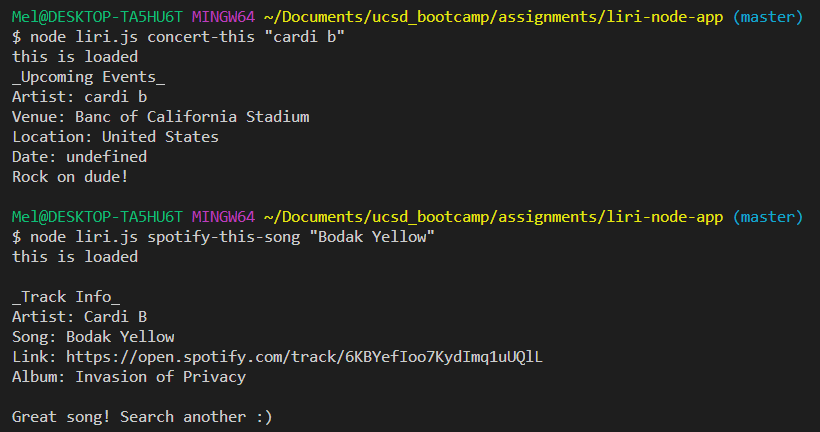 Mel@DESKTOP-TA5HU6T MINGW64 ~/Documents/ucsd_bootcamp/assignments/liri-node-app (master)
$ node liri.js concert-this "cardi b"
this is loaded
_Upcoming Events_
Artist: cardi b
Venue: Banc of California Stadium
Location: United States
Date: undefined
Rock on dude!
Mel@DESKTOP-TA5HU6T MINGW64 ~/Documents/ucsd_bootcamp/assignments/liri-node-app (master)
$ node liri.js spotify-this-song "Bodak Yellow"
this is loaded
_Track Info_
Artist: Cardi B
Song: Bodak Yellow
Link: https://open.spotify.com/track/6KBYefIoo7KydImq1uUQlL
Album: Invasion of Privacy
Great song! Search another :)